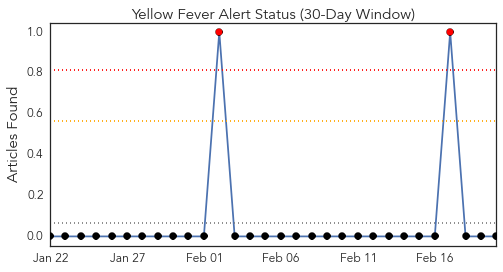 Yellow Fever Alert Status (30-Day Window)
Articles Found
1.0
0.8
0.6
0.4
0.2
0.0
Jan 22 Jan 27 Feb 01 Feb 06 Feb 11 Feb 16